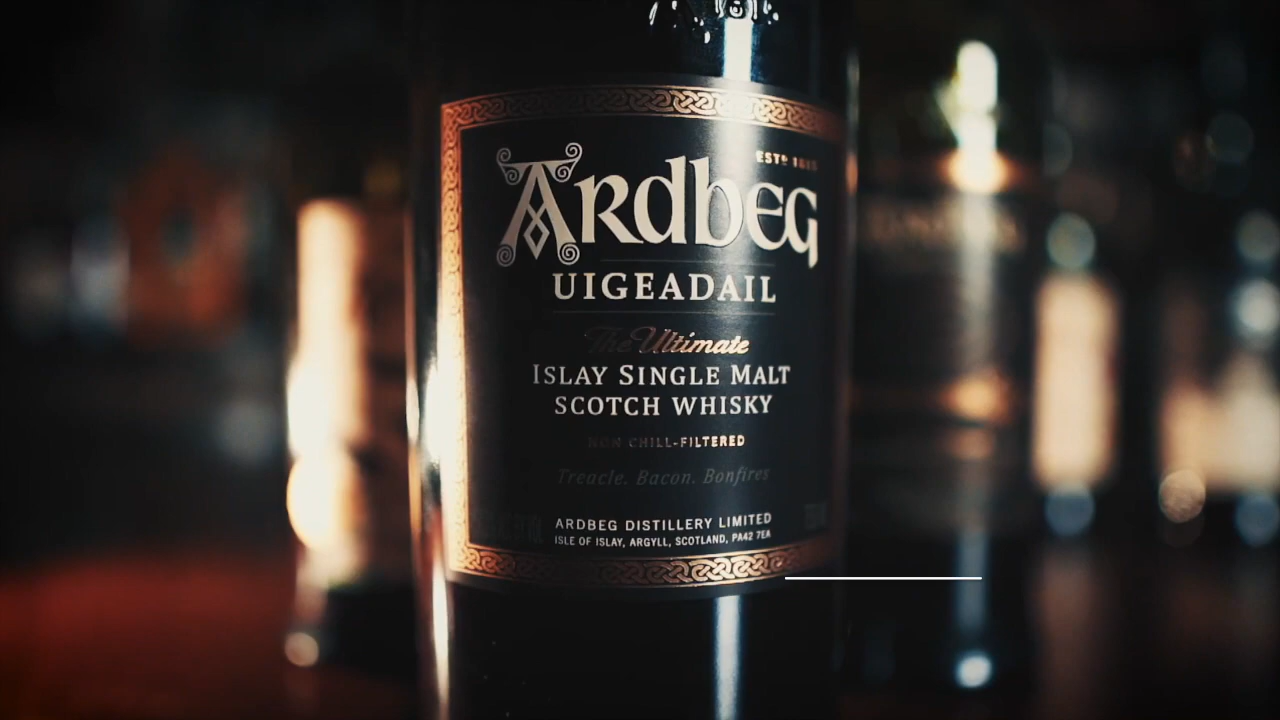 ESTD 1815
ARdbEG
UIGEADAIL
The Ultimate
ISLAY SINGLE MALT
SCOTCH WHISKY
NON CHILL-FILTERED
Treacle. Bacon. Bonfires
ARDBEG DISTILLERY LIMITED
ISLE OF ISLAY, ARGYLL, SCOTLAND, PA42 7EA